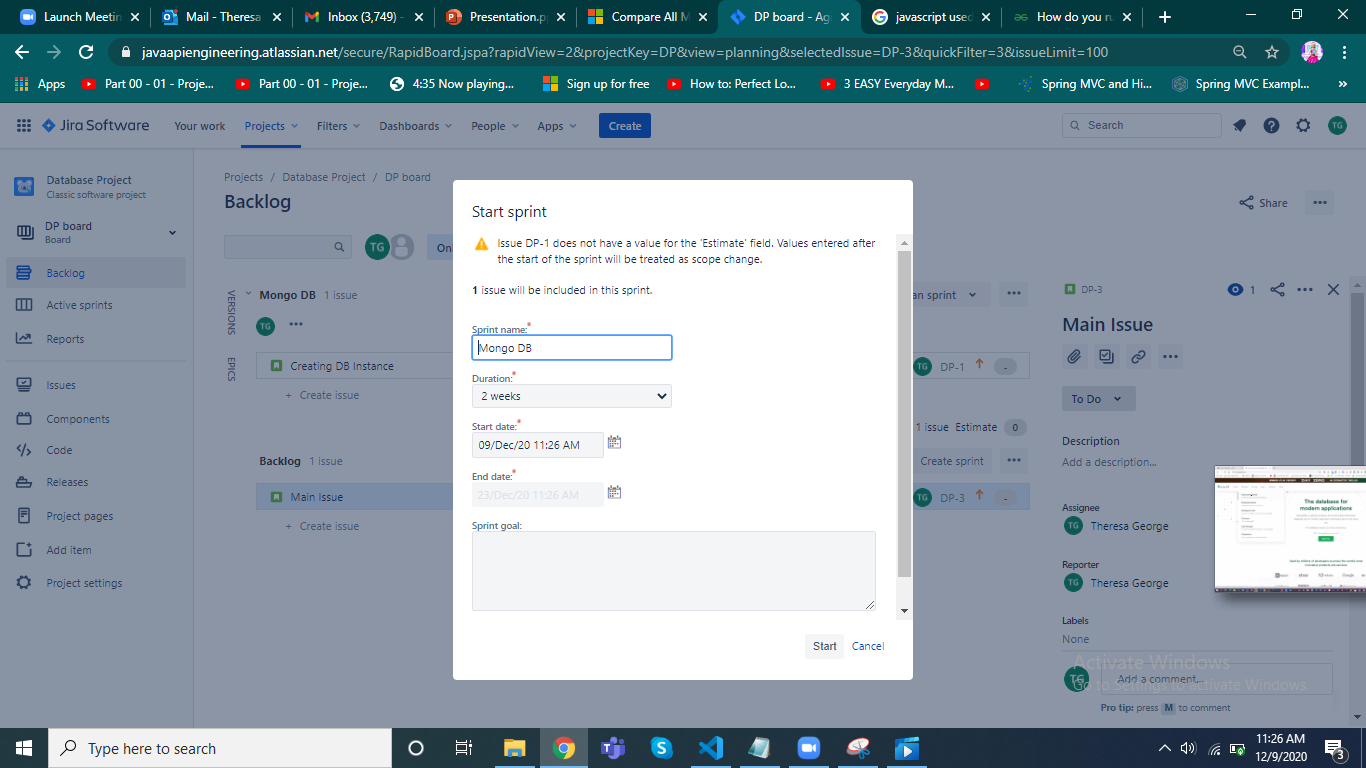 Launch Meetin
Mail - Theresa
Inbox (3,749) -
Presentation.p
Compare All M
DP board - Ag
javascript used
How do you ru
javaapiengineering.atlassian.net/secure/RapidBoard.jspa?rapidView=2&projectKey=DP&view=planning&selectedIssue=DP-3&quickFilter=3&issueLimit=100
Apps
Part 00 - 01 - Proje...
Part 00 - 01 - Proje...
4:35 Now playing...
Sign up for free
How to: Perfect Lo...
3 EASY Everyday M...
Spring MVC and Hi...
Spring MVC Exampl...
Jira Software
Your work
Projects
Filters
Dashboards
People
Apps
Create
Search
TG
Database Project
Classic software project
DP board
Board
Backlog
Active sprints
Reports
Issues
Components
Code
Releases
Project pages
Add item
Project settings
Projects / Database Project / DP board
Backlog
Share
TG
Onl
VERSIONS
EPICS
Mongo DB 1 issue
an sprint
TG
Creating DB Instance
TG DP-1 -
+ Create issue
1 issue Estimate 0
Backlog 1 issue
Create sprint
Main Issue
TG DP-3 -
+ Create issue
Start sprint
Issue DP-1 does not have a value for the 'Estimate' field. Values entered after
the start of the sprint will be treated as scope change.
1 issue will be included in this sprint.
Sprint name:*
Mongo DB
Duration:*
2 weeks
Start date:*
09/Dec/20 11:26 AM
End date:*
23/Dec/20 11:26 AM
Sprint goal:
Start Cancel
DP-3
1
Main Issue
To Do
Description
Add a description...
Assignee
TG Theresa George
Reporter
TG Theresa George
Labels
None
TG Add a comment...
Pro tip: press M to comment
The database for
modern applications
Activate Windows
Go to Settings to activate Windows.
Type here to search
11:26 AM
12/9/2020
3